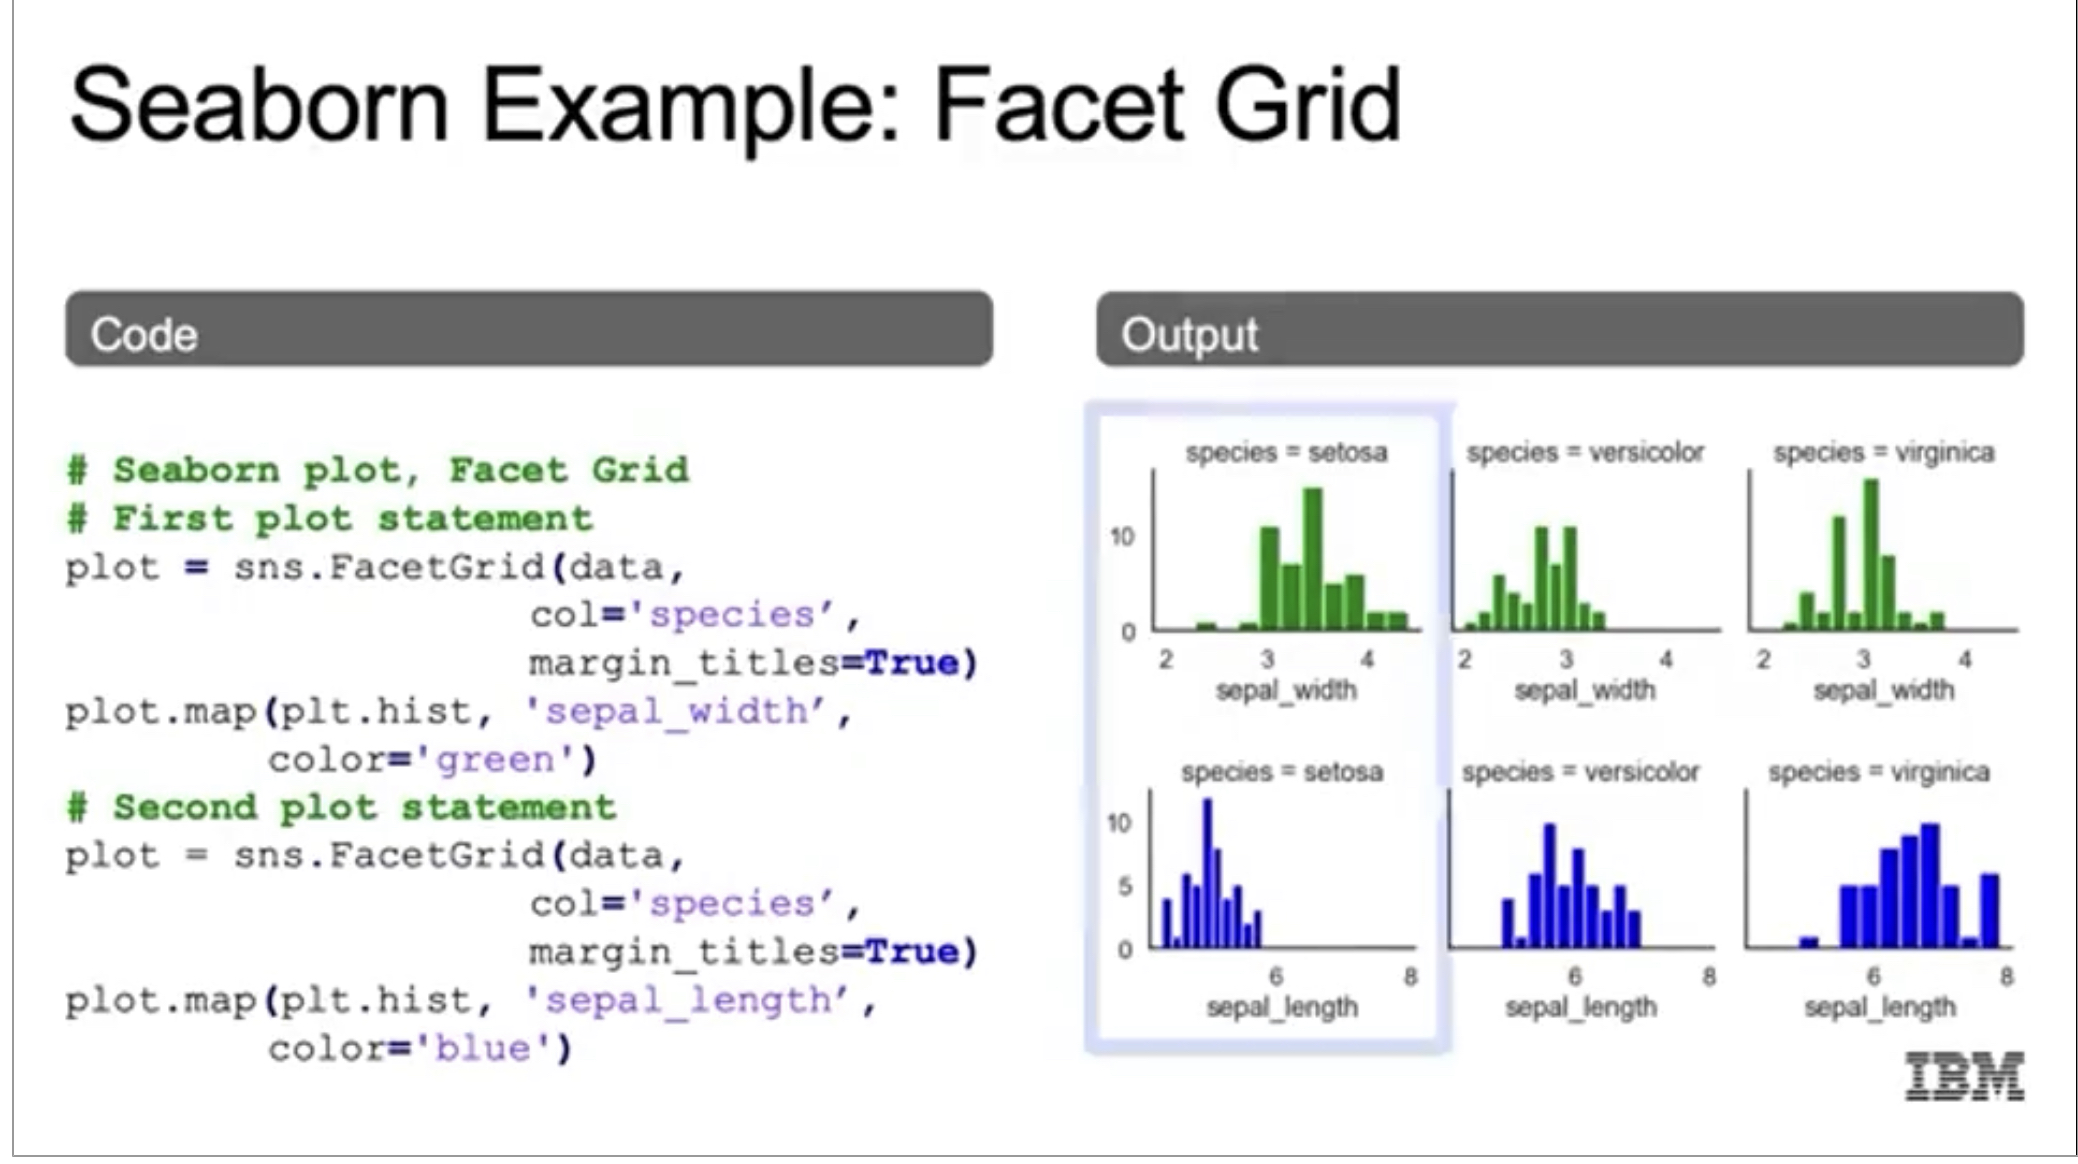 Seaborn Example: Facet Grid
Code
# Seaborn plot, Facet Grid
# First plot statement
plot = sns.FacetGrid(data,
col='species’,
margin_titles=True)
plot.map(plt.hist, 'sepal_width’,
color='green')
# Second plot statement
plot = sns.FacetGrid(data,
col='species’,
margin_titles=True)
plot.map(plt.hist, 'sepal_length’,
color='blue')
Output
species = setosa species = versicolor species = virginica
10
0
2 3 4 2 3 4 2 3 4
sepal_width sepal_width sepal_width
species = setosa species = versicolor species = virginica
10
5
0
6 8 6 8 6 8
sepal_length sepal_length sepal_length
IBM